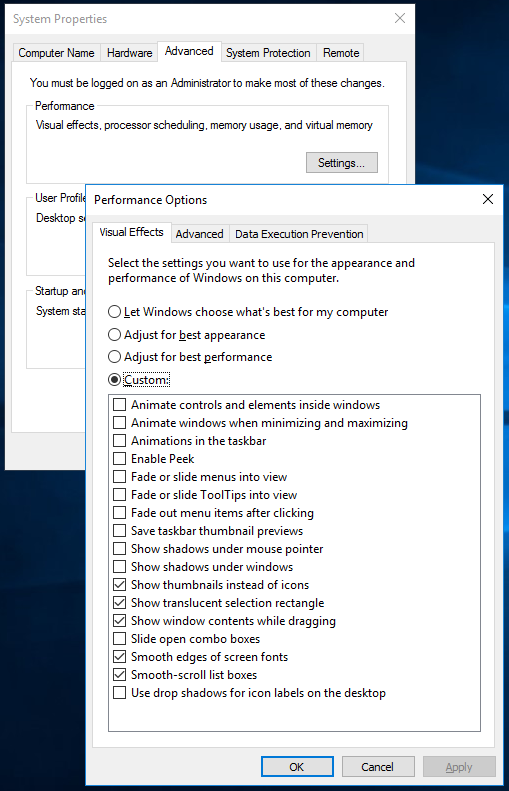 System Properties
Computer Name Hardware Advanced System Protection Remote
You must be logged on as an Administrator to make most of these changes.
Performance
Visual effects, processor scheduling, memory usage, and virtual memory
Settings...
User Profile
Desktop se
Startup and
System sta
Performance Options
Visual Effects Advanced Data Execution Prevention
Select the settings you want to use for the appearance and
performance of Windows on this computer.
Let Windows choose what's best for my computer
Adjust for best appearance
Adjust for best performance
Custom:
Animate controls and elements inside windows
Animate windows when minimizing and maximizing
Animations in the taskbar
Enable Peek
Fade or slide menus into view
Fade or slide ToolTips into view
Fade out menu items after clicking
Save taskbar thumbnail previews
Show shadows under mouse pointer
Show shadows under windows
Show thumbnails instead of icons
Show translucent selection rectangle
Show window contents while dragging
Slide open combo boxes
Smooth edges of screen fonts
Smooth-scroll list boxes
Use drop shadows for icon labels on the desktop
OK Cancel Apply